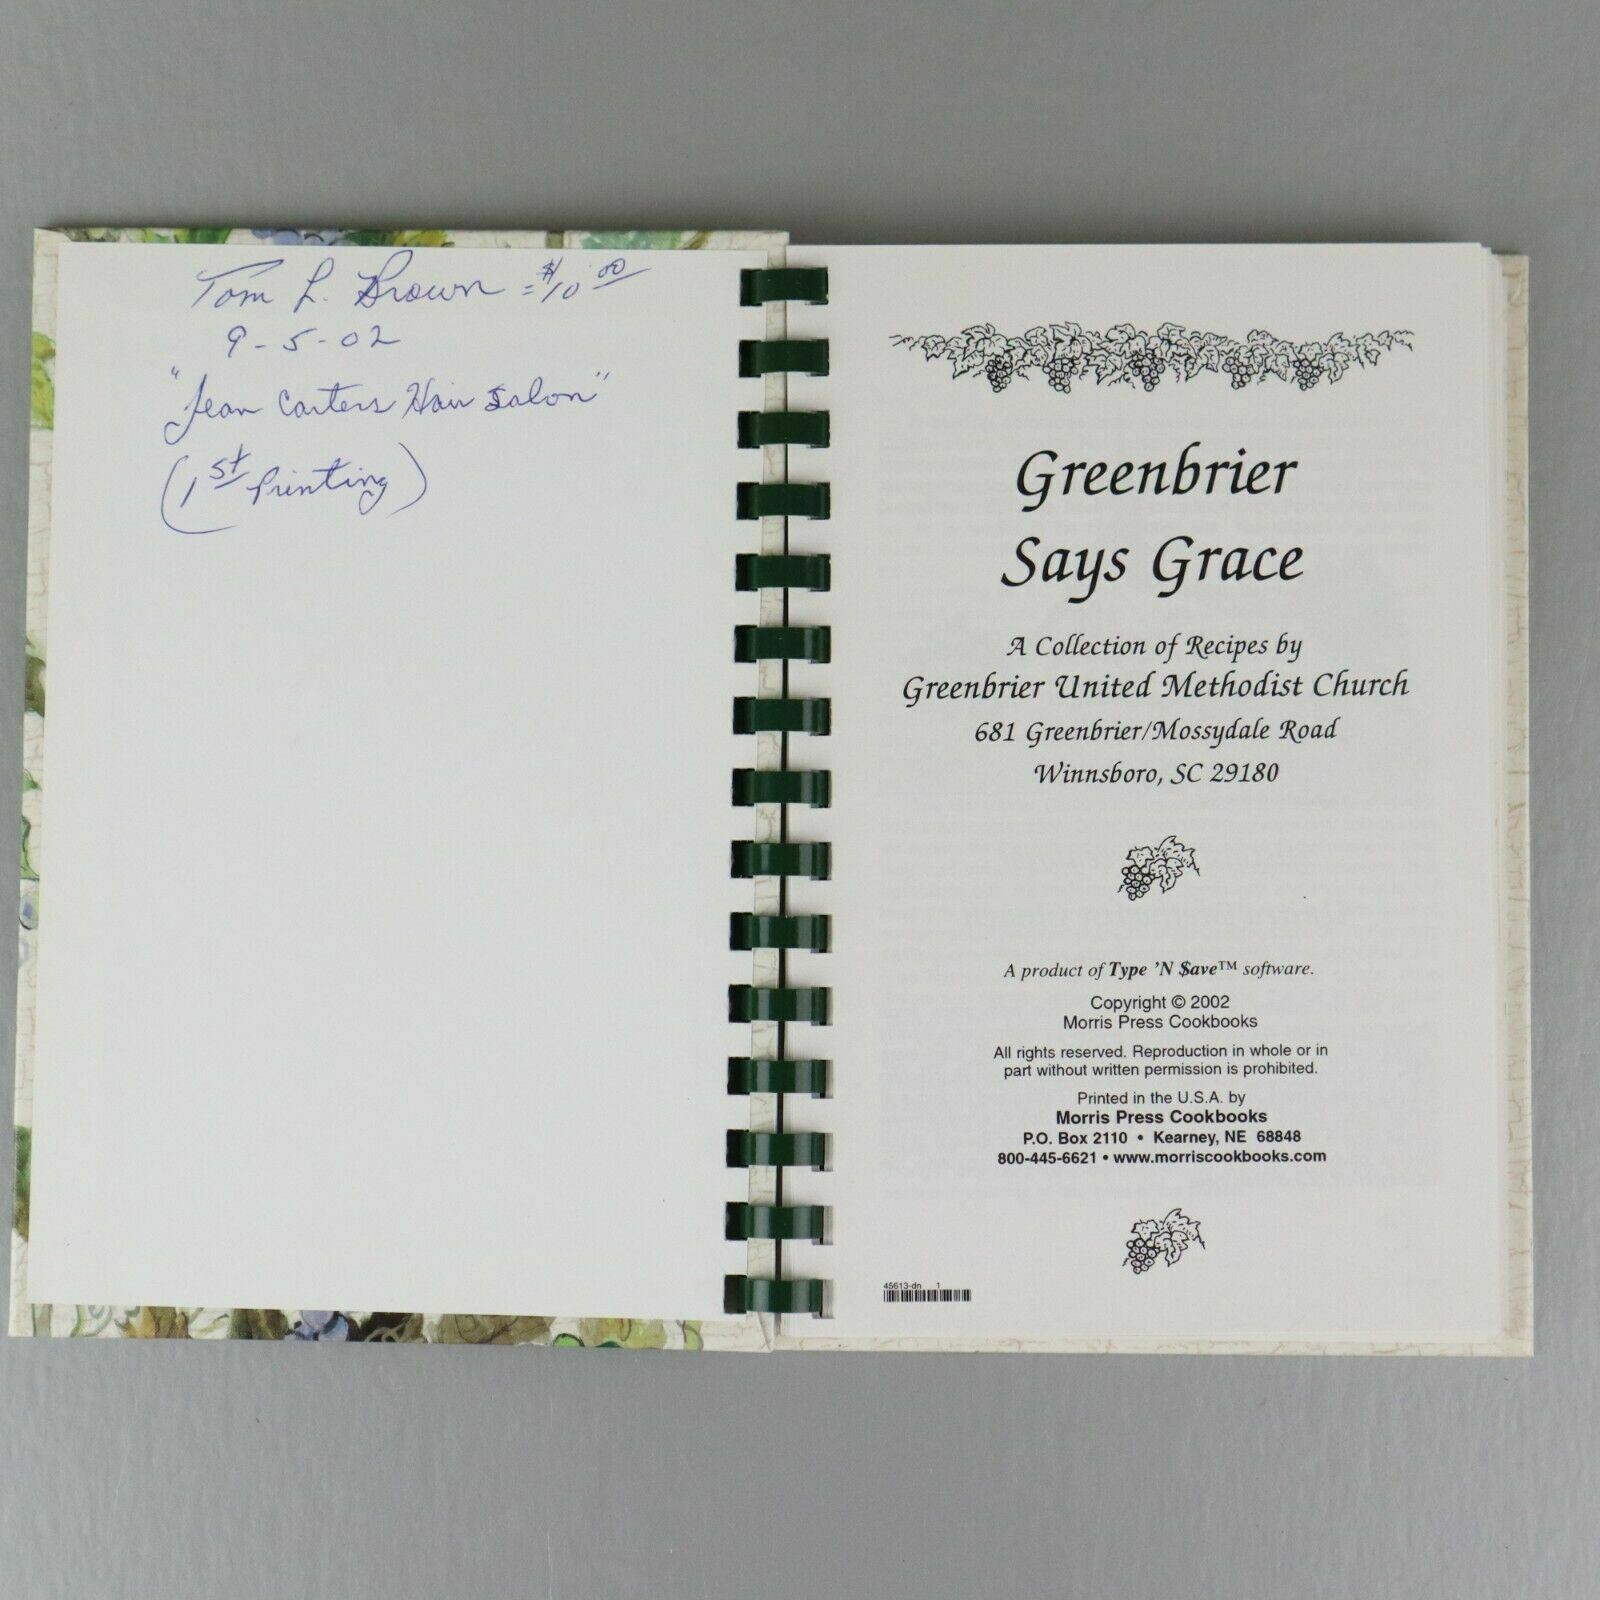 Tom L. Brown = $10.00
9-5-02
"Jean Carters Hair Salon"
(1st Printing)
Greenbrier
Says Grace
A Collection of Recipes by
Greenbrier United Methodist Church
681 Greenbrier/Mossydale Road
Winnsboro, SC 29180
A product of Type 'N $ave™ software.
Copyright © 2002
Morris Press Cookbooks
All rights reserved. Reproduction in whole or in
part without written permission is prohibited.
Printed in the U.S.A. by
Morris Press Cookbooks
P.O. Box 2110 • Kearney, NE 68848
800-445-6621 • www.morriscookbooks.com
45613-dn 1